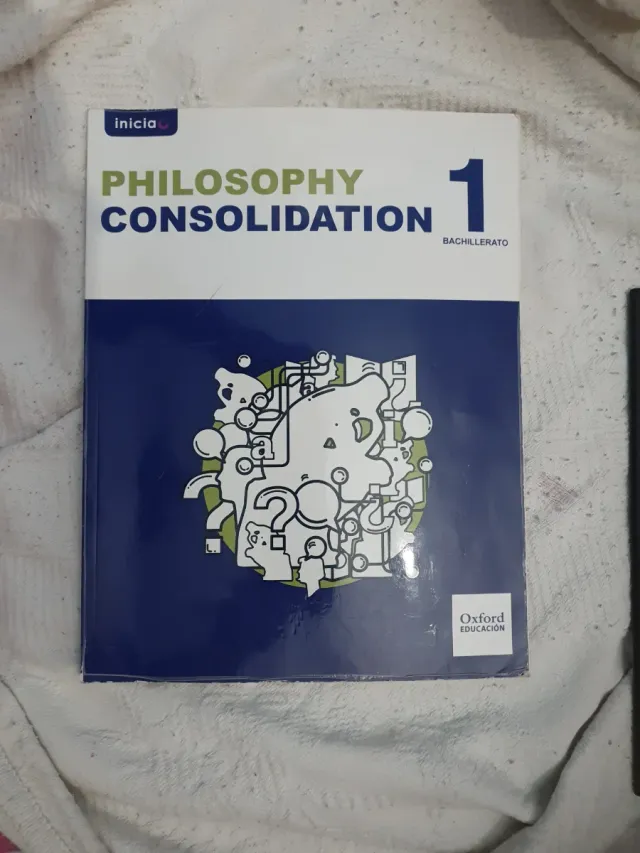 inicia
PHILOSOPHY
CONSOLIDATION
1
BACHILLERATO
a
a
?
?
Oxford
EDUCACIÓN